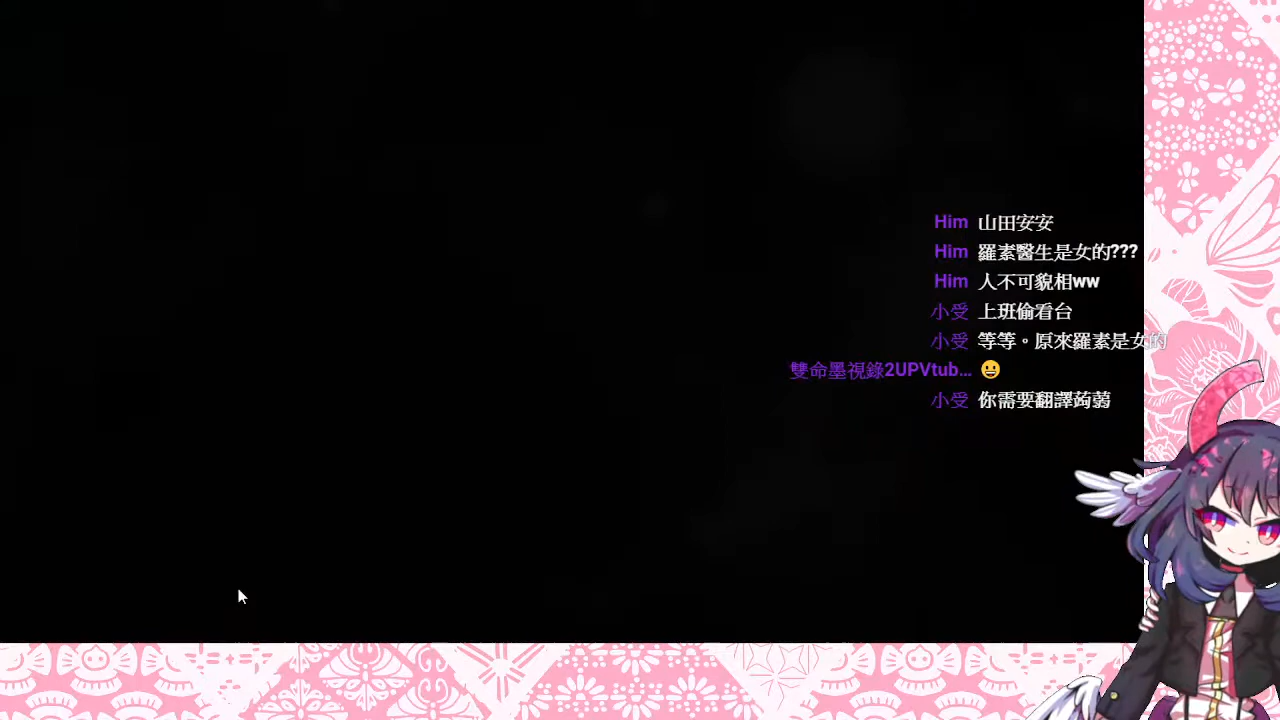 Him 山田安安
Him 羅素醫生是女的???
Him 人不可貌相ww
小受 上班偷看台
小受 等等。原來羅素是女的
雙命墨視錄2UPVtub... 😀
小受 你需要翻譯蒟蒻